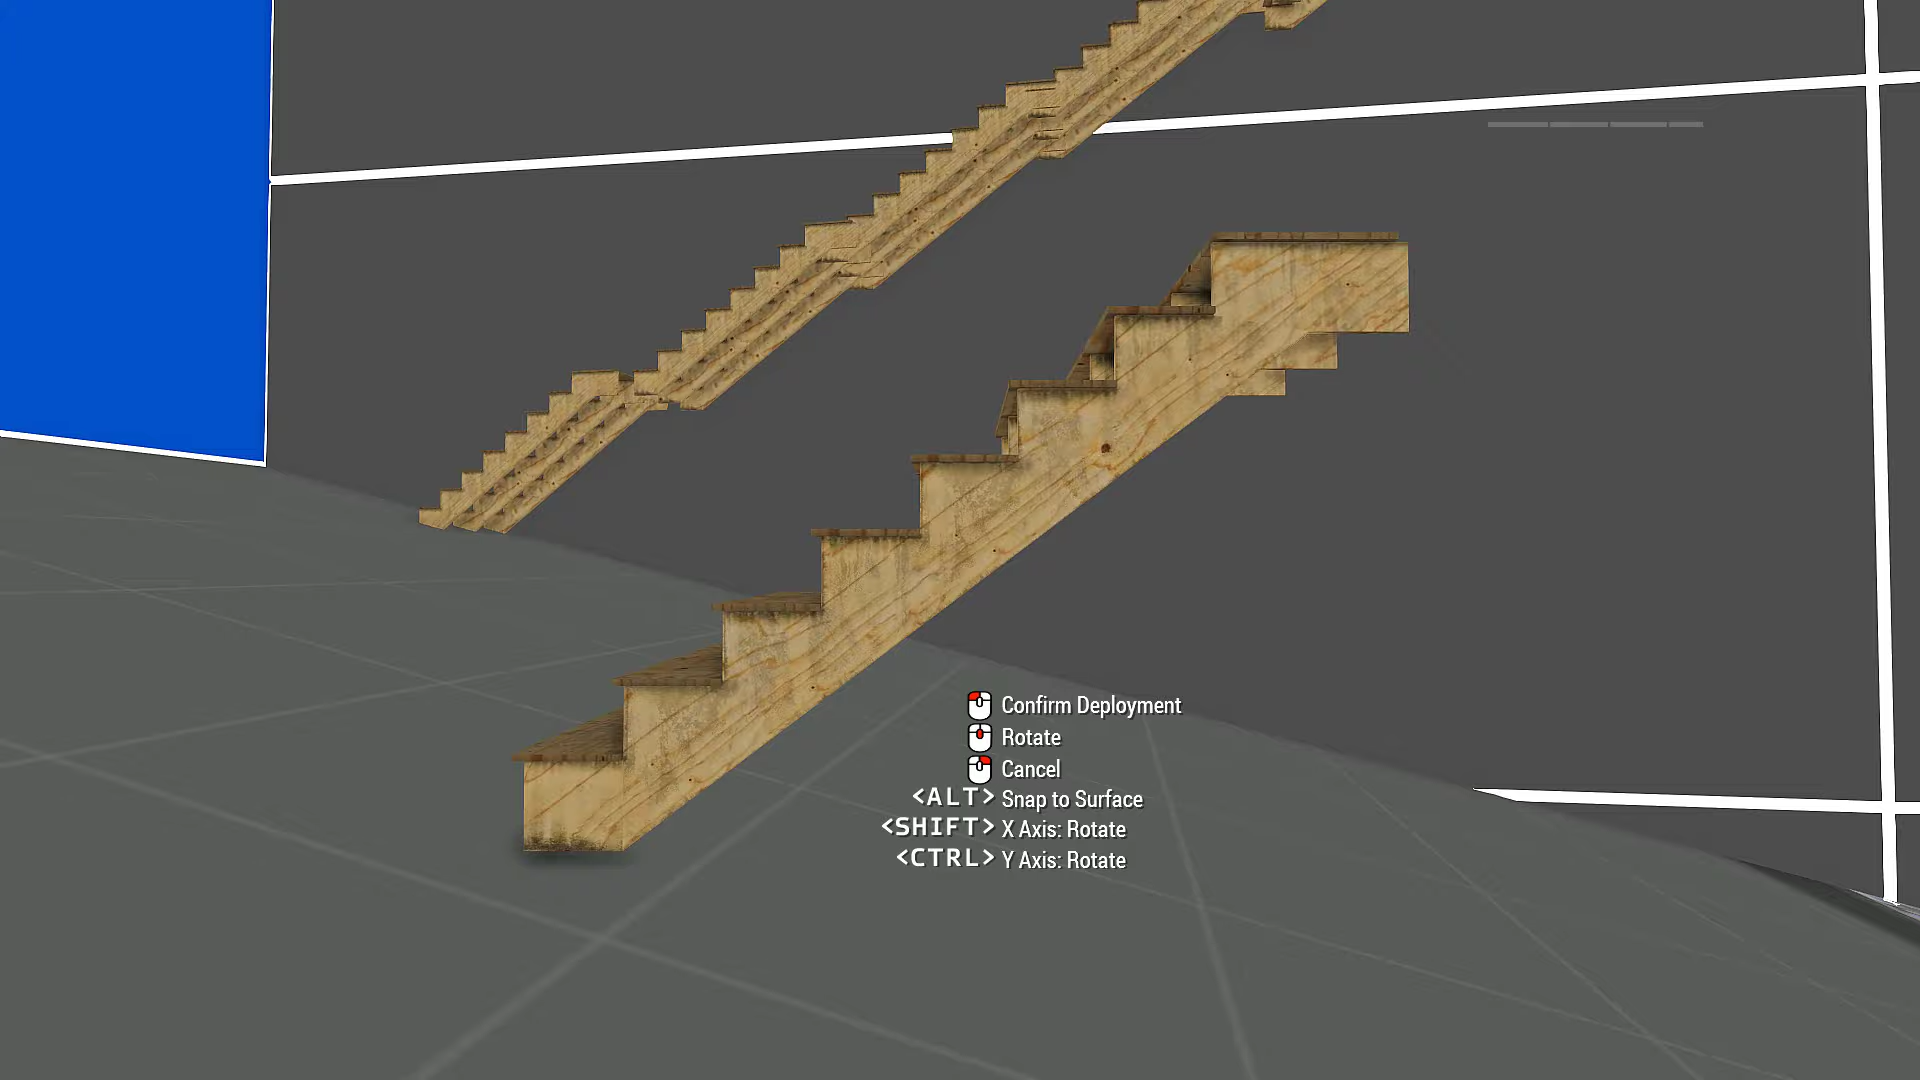 Confirm Deployment
Rotate
Cancel
<ALT> Snap to Surface
<SHIFT> X Axis: Rotate
<CTRL> Y Axis: Rotate